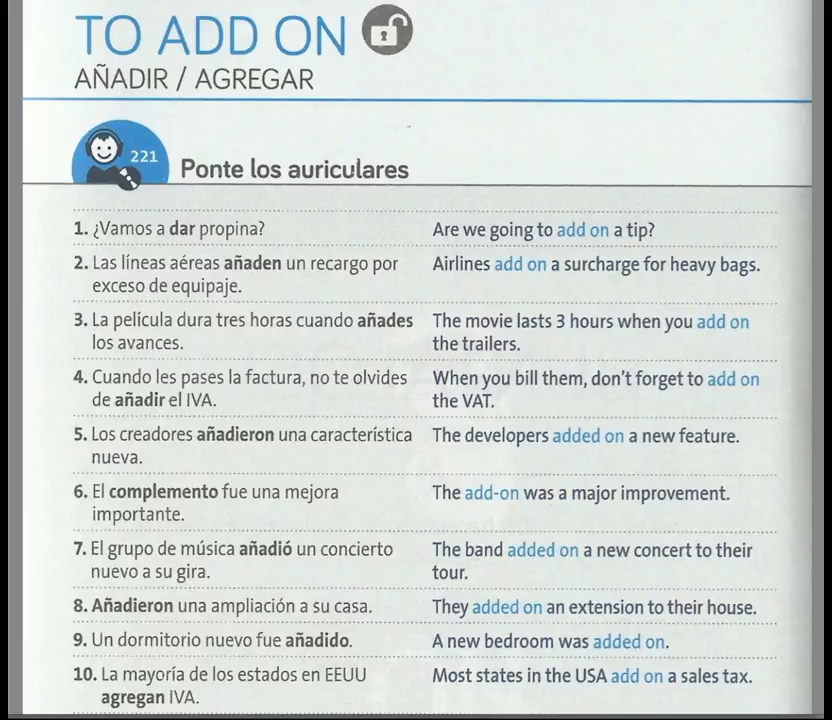 TO ADD ON
AÑADIR / AGREGAR
221
Ponte los auriculares
1. ¿Vamos a dar propina? Are we going to add on a tip?
2. Las líneas aéreas añaden un recargo por Airlines add on a surcharge for heavy bags.
exceso de equipaje.
3. La película dura tres horas cuando añades The movie lasts 3 hours when you add on
los avances. the trailers.
4. Cuando les pases la factura, no te olvides When you bill them, don't forget to add on
de añadir el IVA. the VAT.
5. Los creadores añadieron una característica The developers added on a new feature.
nueva.
6. El complemento fue una mejora The add-on was a major improvement.
importante.
7. El grupo de música añadió un concierto The band added on a new concert to their
nuevo a su gira. tour.
8. Añadieron una ampliación a su casa. They added on an extension to their house.
9. Un dormitorio nuevo fue añadido. A new bedroom was added on.
10. La mayoría de los estados en EEUU Most states in the USA add on a sales tax.
agregan IVA.